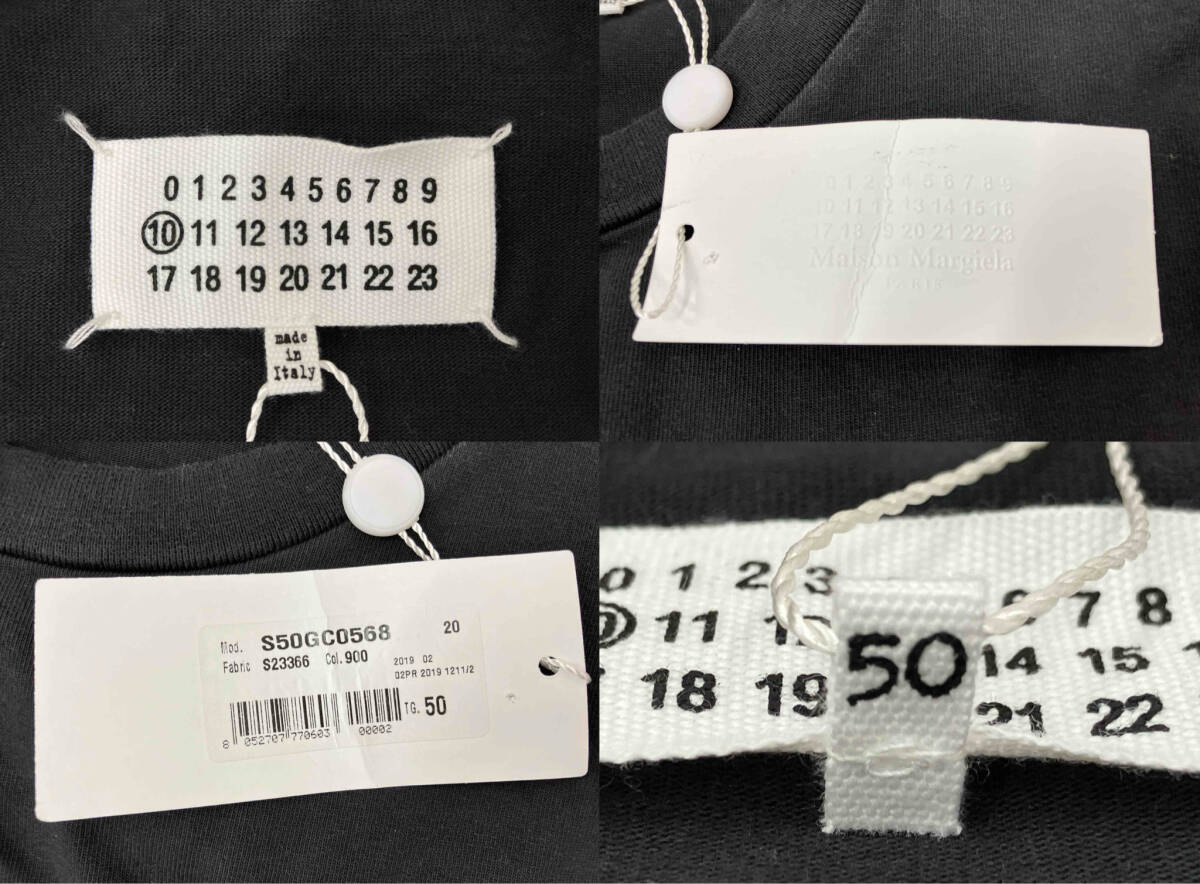 0 1 2 3 4 5 6 7 8 9
10 11 12 13 14 15 16
17 18 19 20 21 22 23
made
in
Italy
0 1 2 3 4 5 6 7 8 9
10 11 12 13 14 15 16
17 18 19 20 21 22 23
Maison Margiela
PARIS
Mod. S50GC0568 20
Fabric S23366 Col. 900 2019 02
02PR 2019 1211/2
TG. 50
8 052707 770603 00002
0 1 2 3 6 7 8
11 14 15
18 19 21 22
50